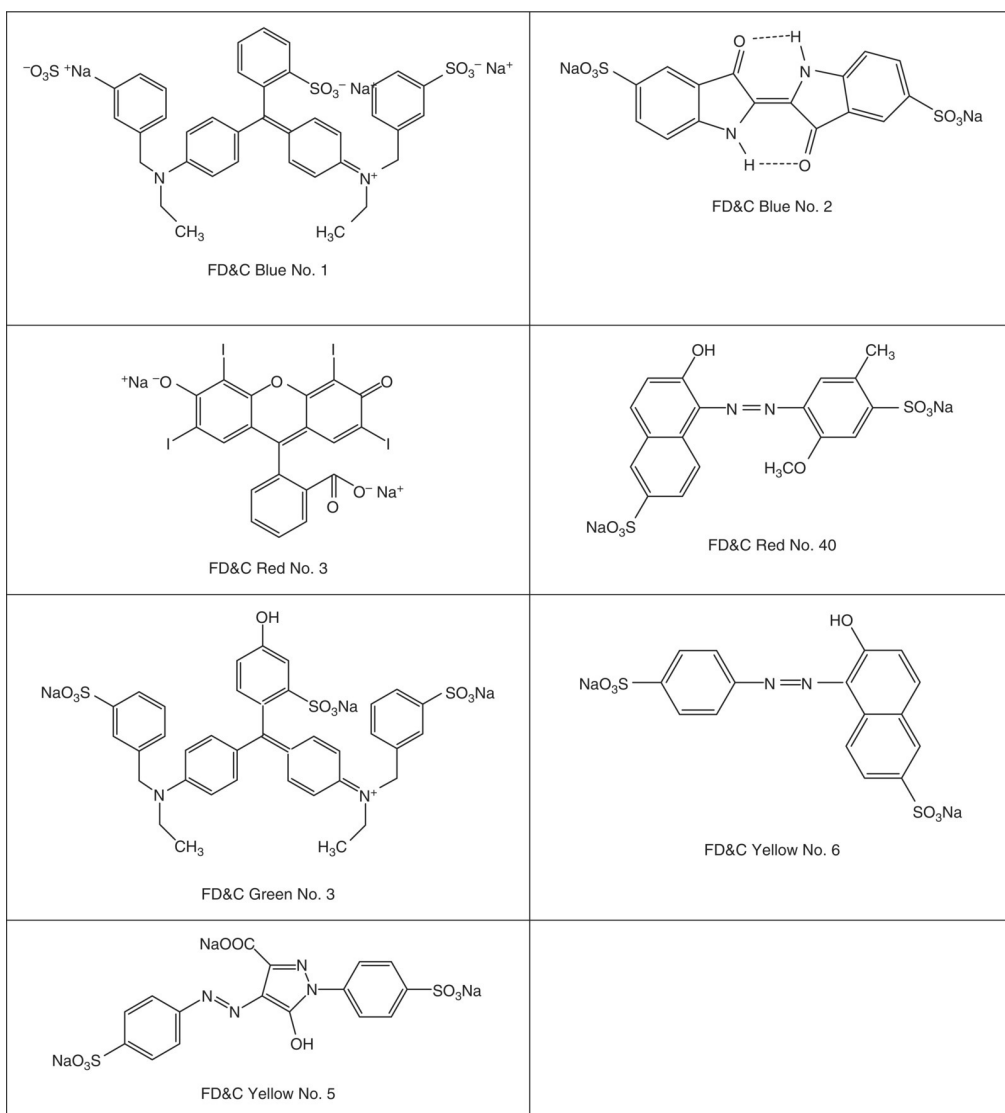 ⁻O₃S ⁺Na
SO₃⁻ Na⁺
SO₃⁻ Na⁺
N
N⁺
CH₃
H₃C
FD&C Blue No. 1
O
H
N
NaO₃S
SO₃Na
N
H
O
FD&C Blue No. 2
I
I
⁺Na ⁻O
O
O
I
I
O⁻ Na⁺
O
FD&C Red No. 3
OH
CH₃
N
N
SO₃Na
H₃CO
NaO₃S
FD&C Red No. 40
OH
NaO₃S
SO₃Na
SO₃Na
N
N⁺
CH₃
H₃C
FD&C Green No. 3
HO
NaO₃S
N
N
SO₃Na
FD&C Yellow No. 6
NaOOC
N
N
N
N
SO₃Na
OH
NaO₃S
FD&C Yellow No. 5